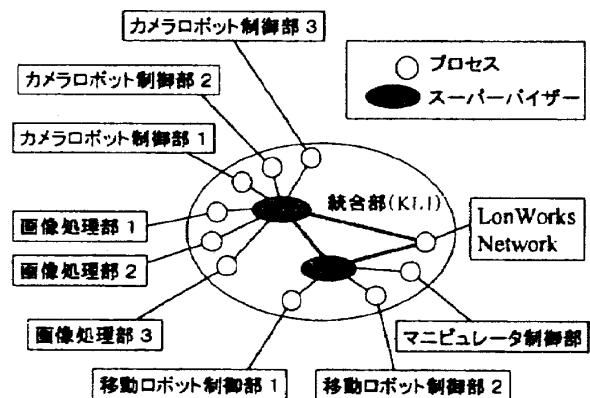 カメラロボット制御部 3
プロセス
スーパーバイザー
カメラロボット制御部 2
カメラロボット制御部 1
統合部(KL1)
画像処理部 1
LonWorks
Network
画像処理部 2
画像処理部 3
マニピュレータ制御部
移動ロボット制御部 1
移動ロボット制御部 2